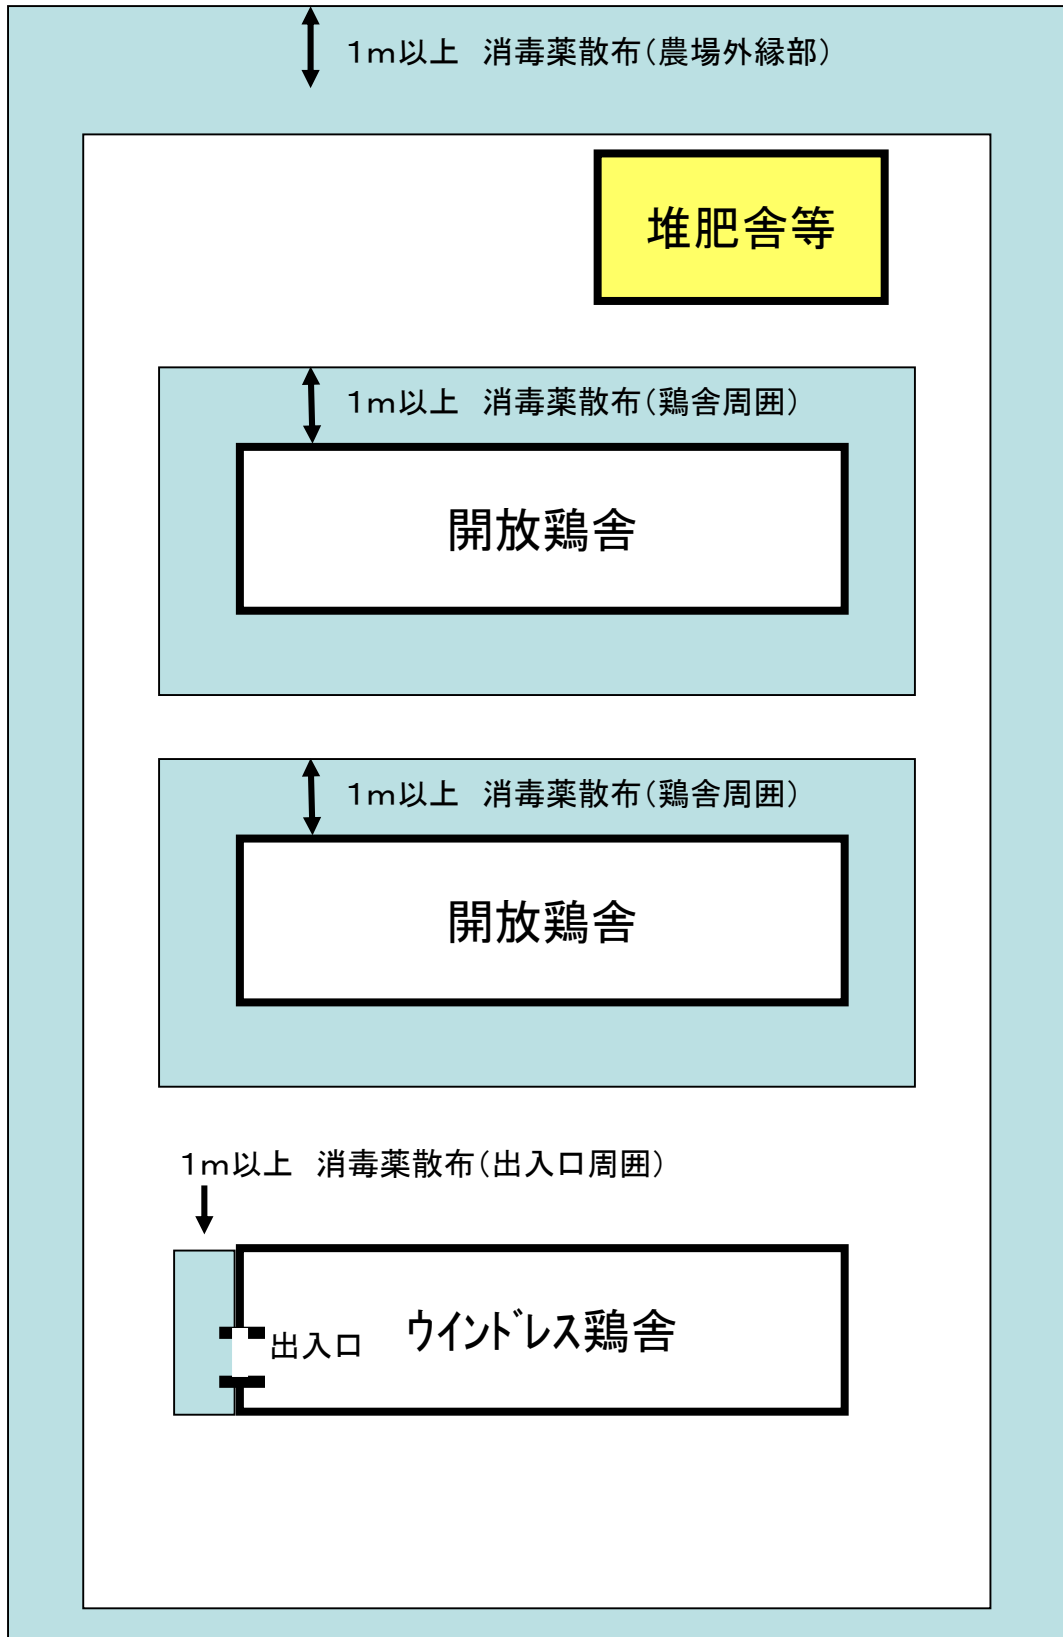 1m以上　消毒薬散布(農場外縁部)
堆肥舎等
1m以上　消毒薬散布(鶏舎周囲)
開放鶏舎
1m以上　消毒薬散布(鶏舎周囲)
開放鶏舎
1m以上　消毒薬散布(出入口周囲)
ｳｲﾝﾄﾞﾚｽ鶏舎
出入口